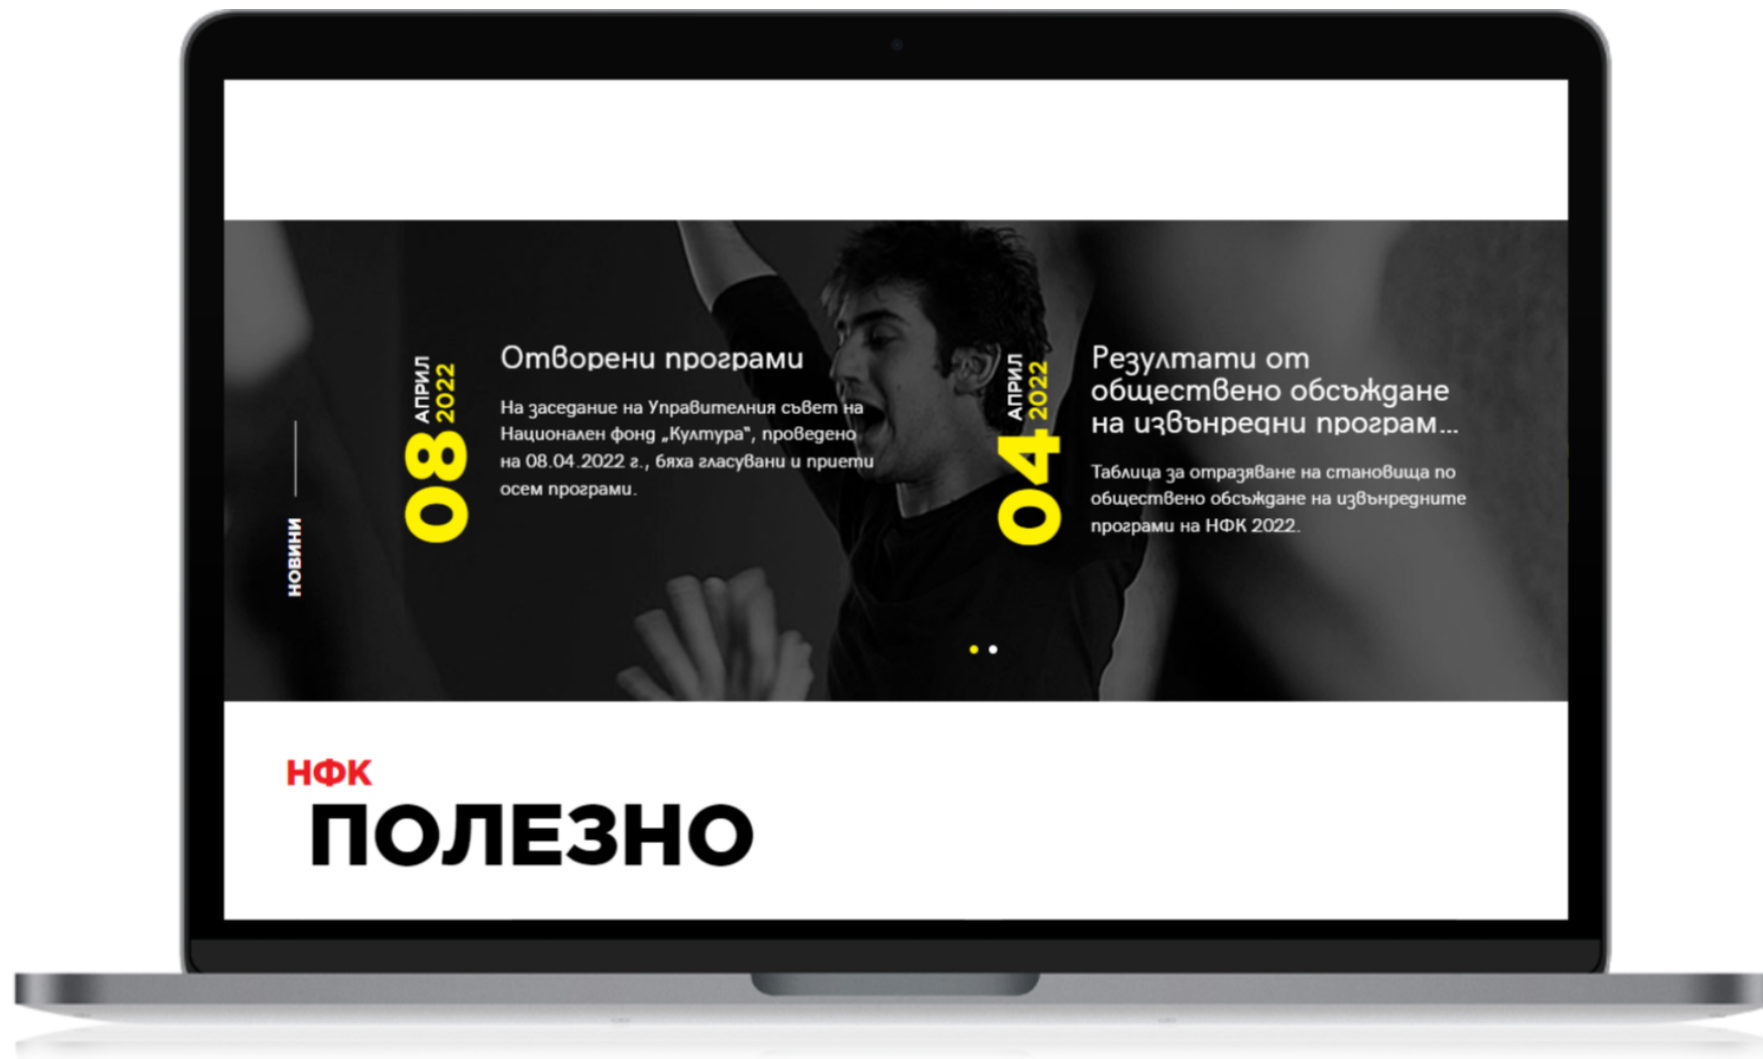 НОВИНИ
08
АПРИЛ
2022
Отворени програми
На заседание на Управителния съвет на
Национален фонд „Култура“, проведено
на 08.04.2022 г., бяха гласувани и приети
осем програми.
04
АПРИЛ
2022
Резултати от
обществено обсъждане
на извънредни програм...
Таблица за отразяване на становища по
обществено обсъждане на извънредните
програми на НФК 2022.
НФК
ПОЛЕЗНО